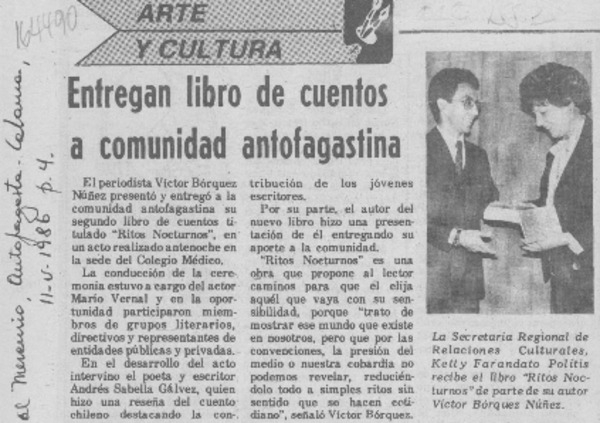 164490
ARTE
Y CULTURA
Entregan libro de cuentos
a comunidad antofagastina
El periodista Víctor Bórquez
Núñez presentó y entregó a la
comunidad antofagastina su
segundo libro de cuentos ti-
tulado "Ritos Nocturnos", en
un acto realizado antenoche en
la sede del Colegio Médico.
La conducción de la cere-
monia estuvo a cargo del actor
Mario Vernal y en la opor-
tunidad participaron miem-
bros de grupos literarios,
directivos y representantes de
entidades públicas y privadas.
En el desarrollo del acto
intervino el poeta y escritor
Andrés Sabella Gálvez, quien
hizo una reseña del cuento
chileno destacando la con-
tribución de los jóvenes
escritores.
Por su parte, el autor del
nuevo libro hizo una presen-
tación de él entregando su
aporte a la comunidad.
"Ritos Nocturnos" es una
obra que propone al lector
caminos para que el elija
aquél que vaya con su sen-
sibilidad, porque "trato de
mostrar ese mundo que existe
en nosotros, pero que por las
convenciones, la presión del
medio o nuestra cobardía no
podemos revelar, reducién-
dolo todo a simples ritos sin
sentido que se hacen coti-
dianos", señaló Víctor Bórquez.
La Secretaria Regional de
Relaciones Culturales,
Ketty Farandato Politis
recibe el libro "Ritos Noc-
turnos" de parte de su autor
Víctor Bórquez Núñez.
El Mercurio, Antofagasta-Calama,
11-V-1986 p. 4.